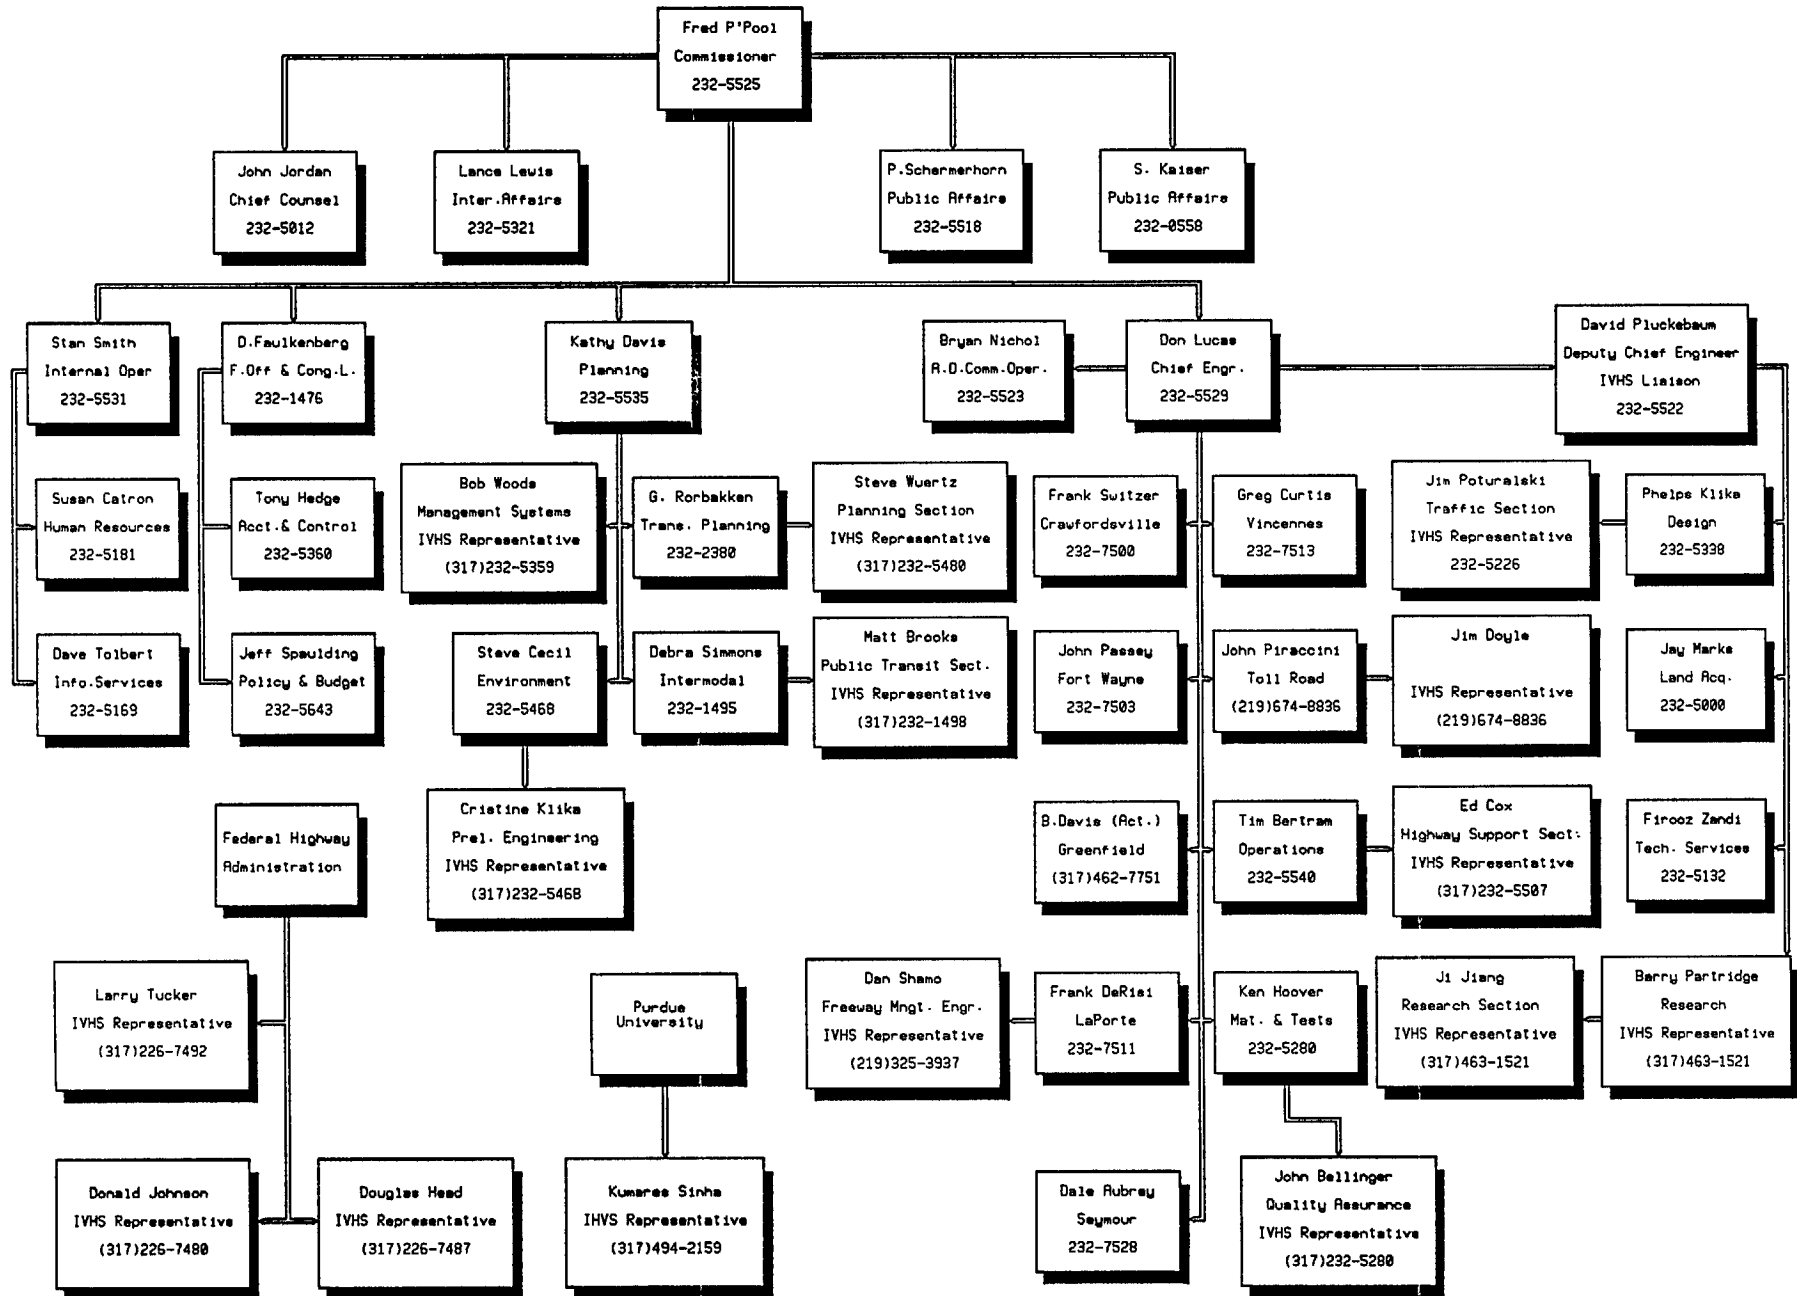 Fred P'Pool
Commissioner
232-5525
John Jordan
Chief Counsel
232-5012
Lance Lewis
Inter.Affairs
232-5321
P.Schermerhorn
Public Affairs
232-5518
S. Kaiser
Public Affairs
232-0558
Stan Smith
Internal Oper
232-5531
D.Faulkenberg
F.Off & Cong.L.
232-1476
Kathy Davis
Planning
232-5535
Bryan Nichol
A.D.Comm.Oper.
232-5523
Don Lucas
Chief Engr.
232-5529
David Pluckebaum
Deputy Chief Engineer
IVHS Liaison
232-5522
Susan Catron
Human Resources
232-5181
Tony Hedge
Acct.& Control
232-5360
Bob Woods
Management Systems
IVHS Representative
(317)232-5359
G. Rorbakken
Trans. Planning
232-2380
Steve Wuertz
Planning Section
IVHS Representative
(317)232-5480
Frank Switzer
Crawfordsville
232-7500
Greg Curtis
Vincennes
232-7513
Jim Poturalski
Traffic Section
IVHS Representative
232-5226
Phelps Klika
Design
232-5338
Dave Tolbert
Info.Services
232-5169
Jeff Spaulding
Policy & Budget
232-5643
Steve Cecil
Environment
232-5468
Debra Simmons
Intermodal
232-1495
Matt Brooks
Public Transit Sect.
IVHS Representative
(317)232-1498
John Passey
Fort Wayne
232-7503
John Piraccini
Toll Road
(219)674-8836
Jim Doyle
IVHS Representative
(219)674-8836
Jay Marks
Land Acq.
232-5000
Federal Highway
Administration
Cristine Klika
Prel. Engineering
IVHS Representative
(317)232-5468
B.Davis (Act.)
Greenfield
(317)462-7751
Tim Bertram
Operations
232-5540
Ed Cox
Highway Support Sect.
IVHS Representative
(317)232-5507
Firooz Zandi
Tech. Services
232-5132
Larry Tucker
IVHS Representative
(317)226-7492
Purdue
University
Dan Shamo
Freeway Mngt. Engr.
IVHS Representative
(219)325-3937
Frank DeRisi
LaPorte
232-7511
Ken Hoover
Mat. & Tests
232-5280
Ji Jiang
Research Section
IVHS Representative
(317)463-1521
Barry Partridge
Research
IVHS Representative
(317)463-1521
Donald Johnson
IVHS Representative
(317)226-7480
Douglas Head
IVHS Representative
(317)226-7487
Kumares Sinha
IHVS Representative
(317)494-2159
Dale Aubrey
Seymour
232-7528
John Bellinger
Quality Assurance
IVHS Representative
(317)232-5280